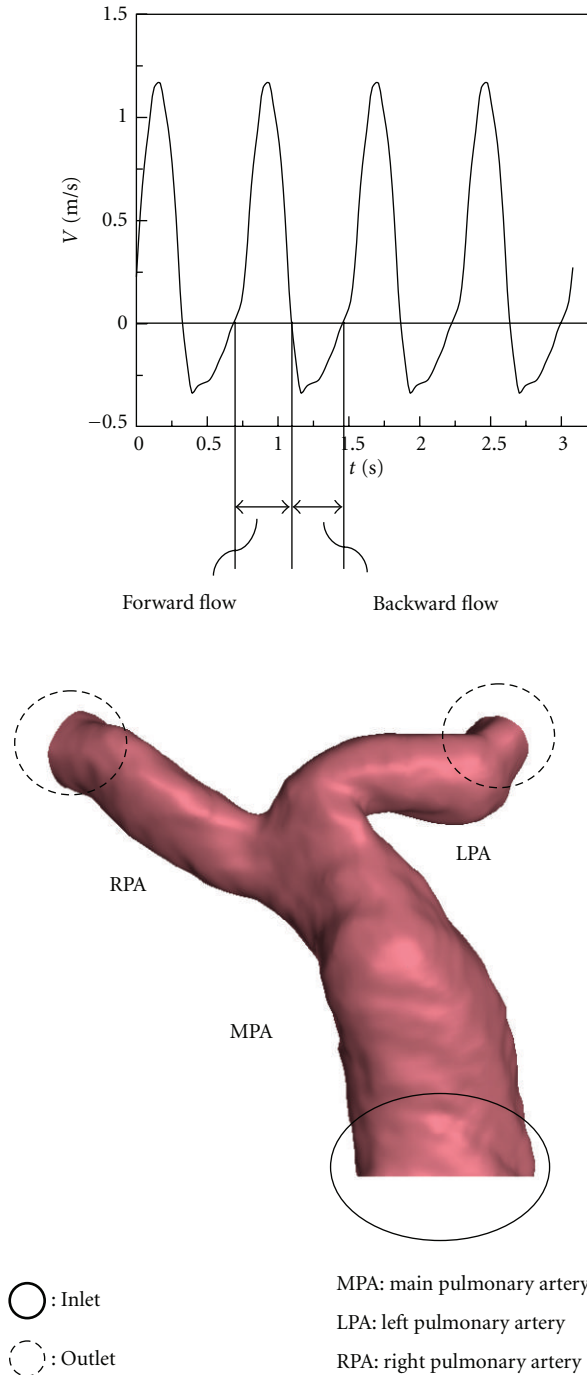 1.5
1
0.5
0
−0.5
V (m/s)
0 0.5 1 1.5 2 2.5 3
t (s)
Forward flow Backward flow
RPA
LPA
MPA
: Inlet
: Outlet
MPA: main pulmonary artery
LPA: left pulmonary artery
RPA: right pulmonary artery